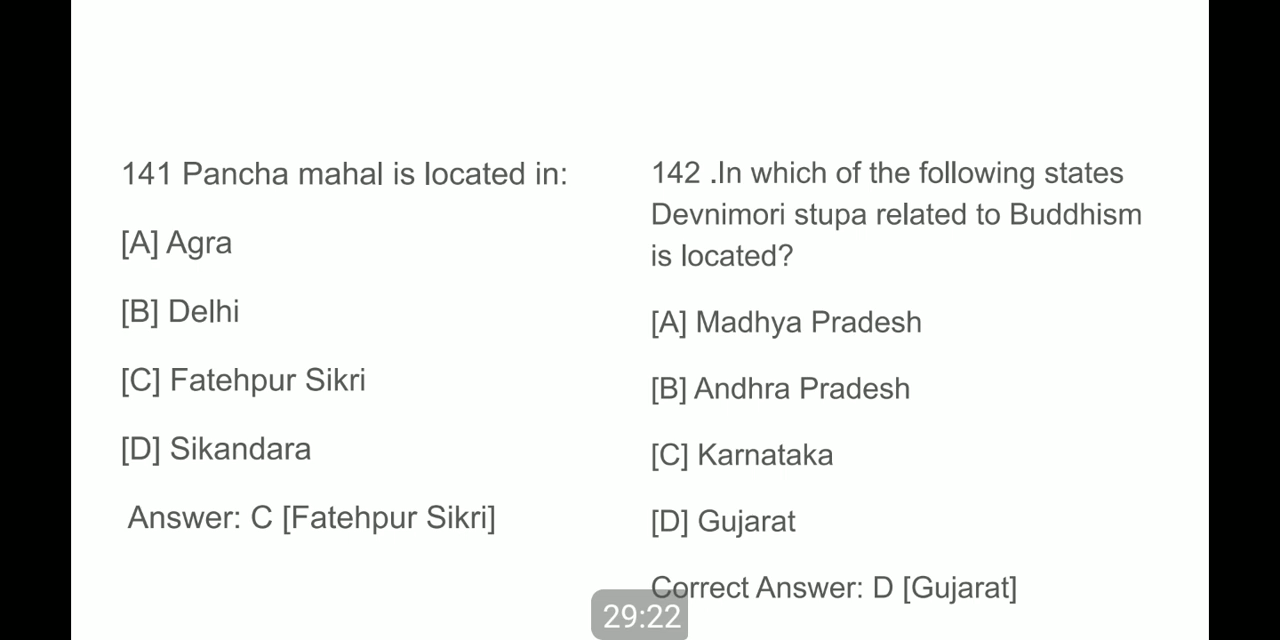 141 Pancha mahal is located in:
[A] Agra
[B] Delhi
[C] Fatehpur Sikri
[D] Sikandara
Answer: C [Fatehpur Sikri]
142 .In which of the following states
Devnimori stupa related to Buddhism
is located?
[A] Madhya Pradesh
[B] Andhra Pradesh
[C] Karnataka
[D] Gujarat
Correct Answer: D [Gujarat]
29:22